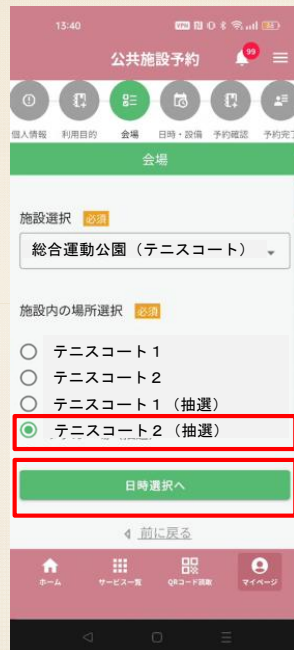 13:40
公共施設予約
99
個人情報 利用目的 会場 日時・設備 予約確認 予約完了
会場
施設選択 必須
総合運動公園（テニスコート）
施設内の場所選択 必須
テニスコート１
テニスコート２
テニスコート１（抽選）
テニスコート２（抽選）
日時選択へ
前に戻る
ホーム サービス一覧 QRコード読取 マイページ